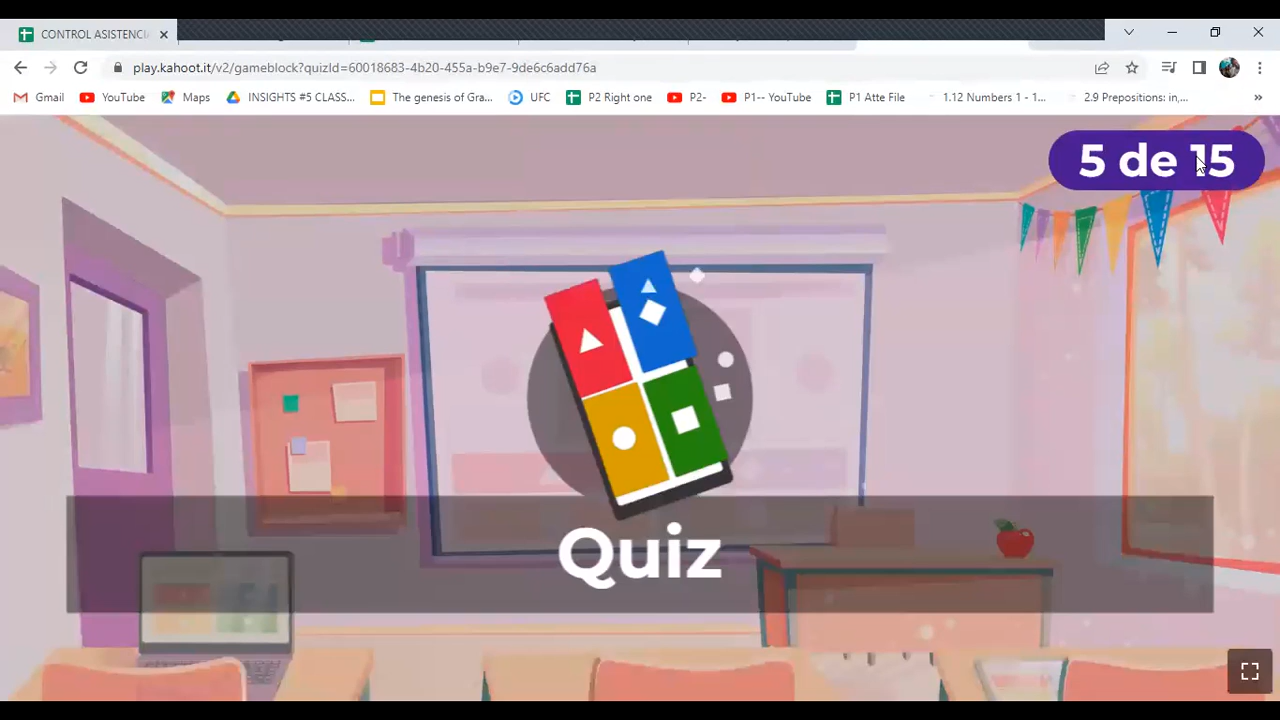 CONTROL ASISTENCI
play.kahoot.it/v2/gameblock?quizId=60018683-4b20-455a-b9e7-9de6c6add76a
Gmail YouTube Maps INSIGHTS #5 CLASS... The genesis of Gra... UFC P2 Right one P2- P1-- YouTube P1 Atte File 1.12 Numbers 1 - 1... 2.9 Prepositions: in,... »
5 de 15
Quiz